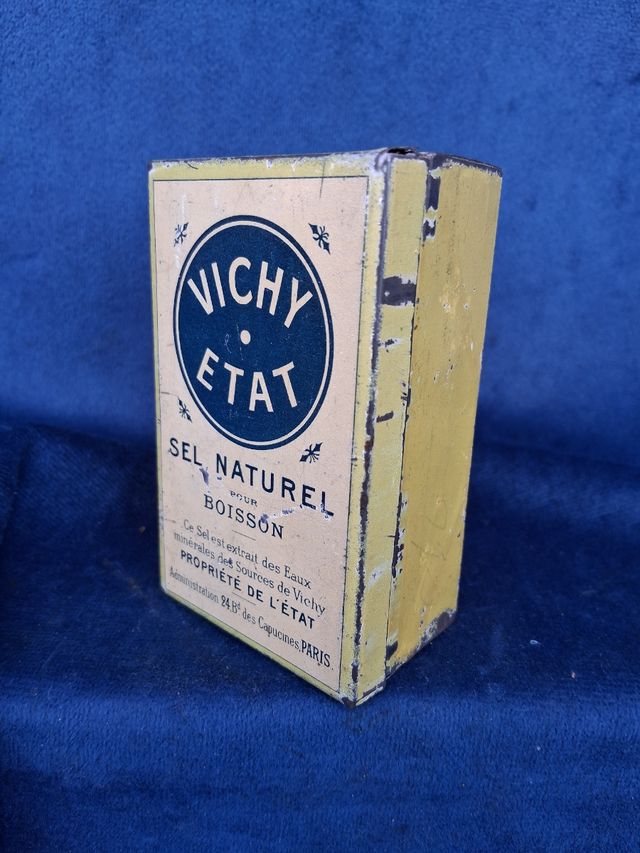 VICHY
ETAT
SEL NATUREL
POUR
BOISSON
Ce Sel est extrait des Eaux
minérales des Sources de Vichy
PROPRIÉTÉ DE L'ÉTAT
Administration 24, Bd des Capucines, PARIS.